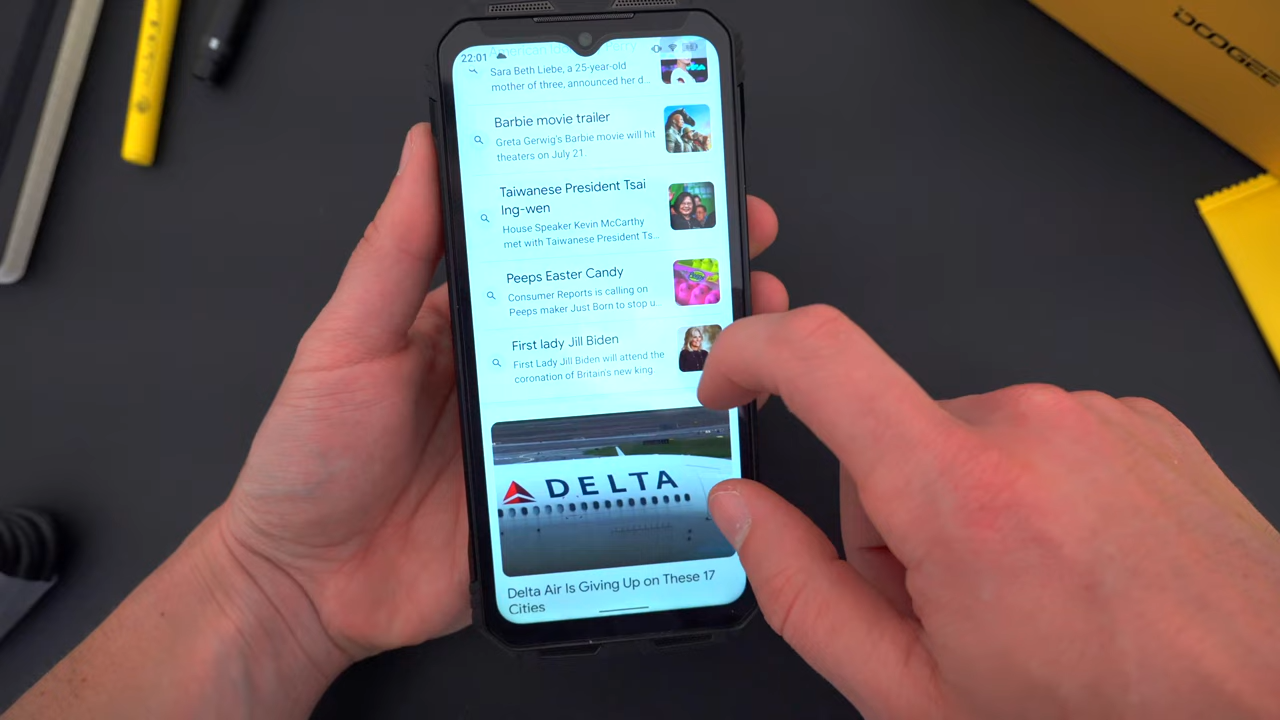 22:01
American
Sara Beth Liebe, a 25-year-old
mother of three, announced her d...
Barbie movie trailer
Greta Gerwig's Barbie movie will hit
theaters on July 21.
Taiwanese President Tsai
Ing-wen
House Speaker Kevin McCarthy
met with Taiwanese President Ts...
Peeps Easter Candy
Consumer Reports is calling on
Peeps maker Just Born to stop u...
First lady Jill Biden
First Lady Jill Biden will attend the
coronation of Britain's new king
DELTA
Delta Air Is Giving Up on These 17
Cities
DOOGEE